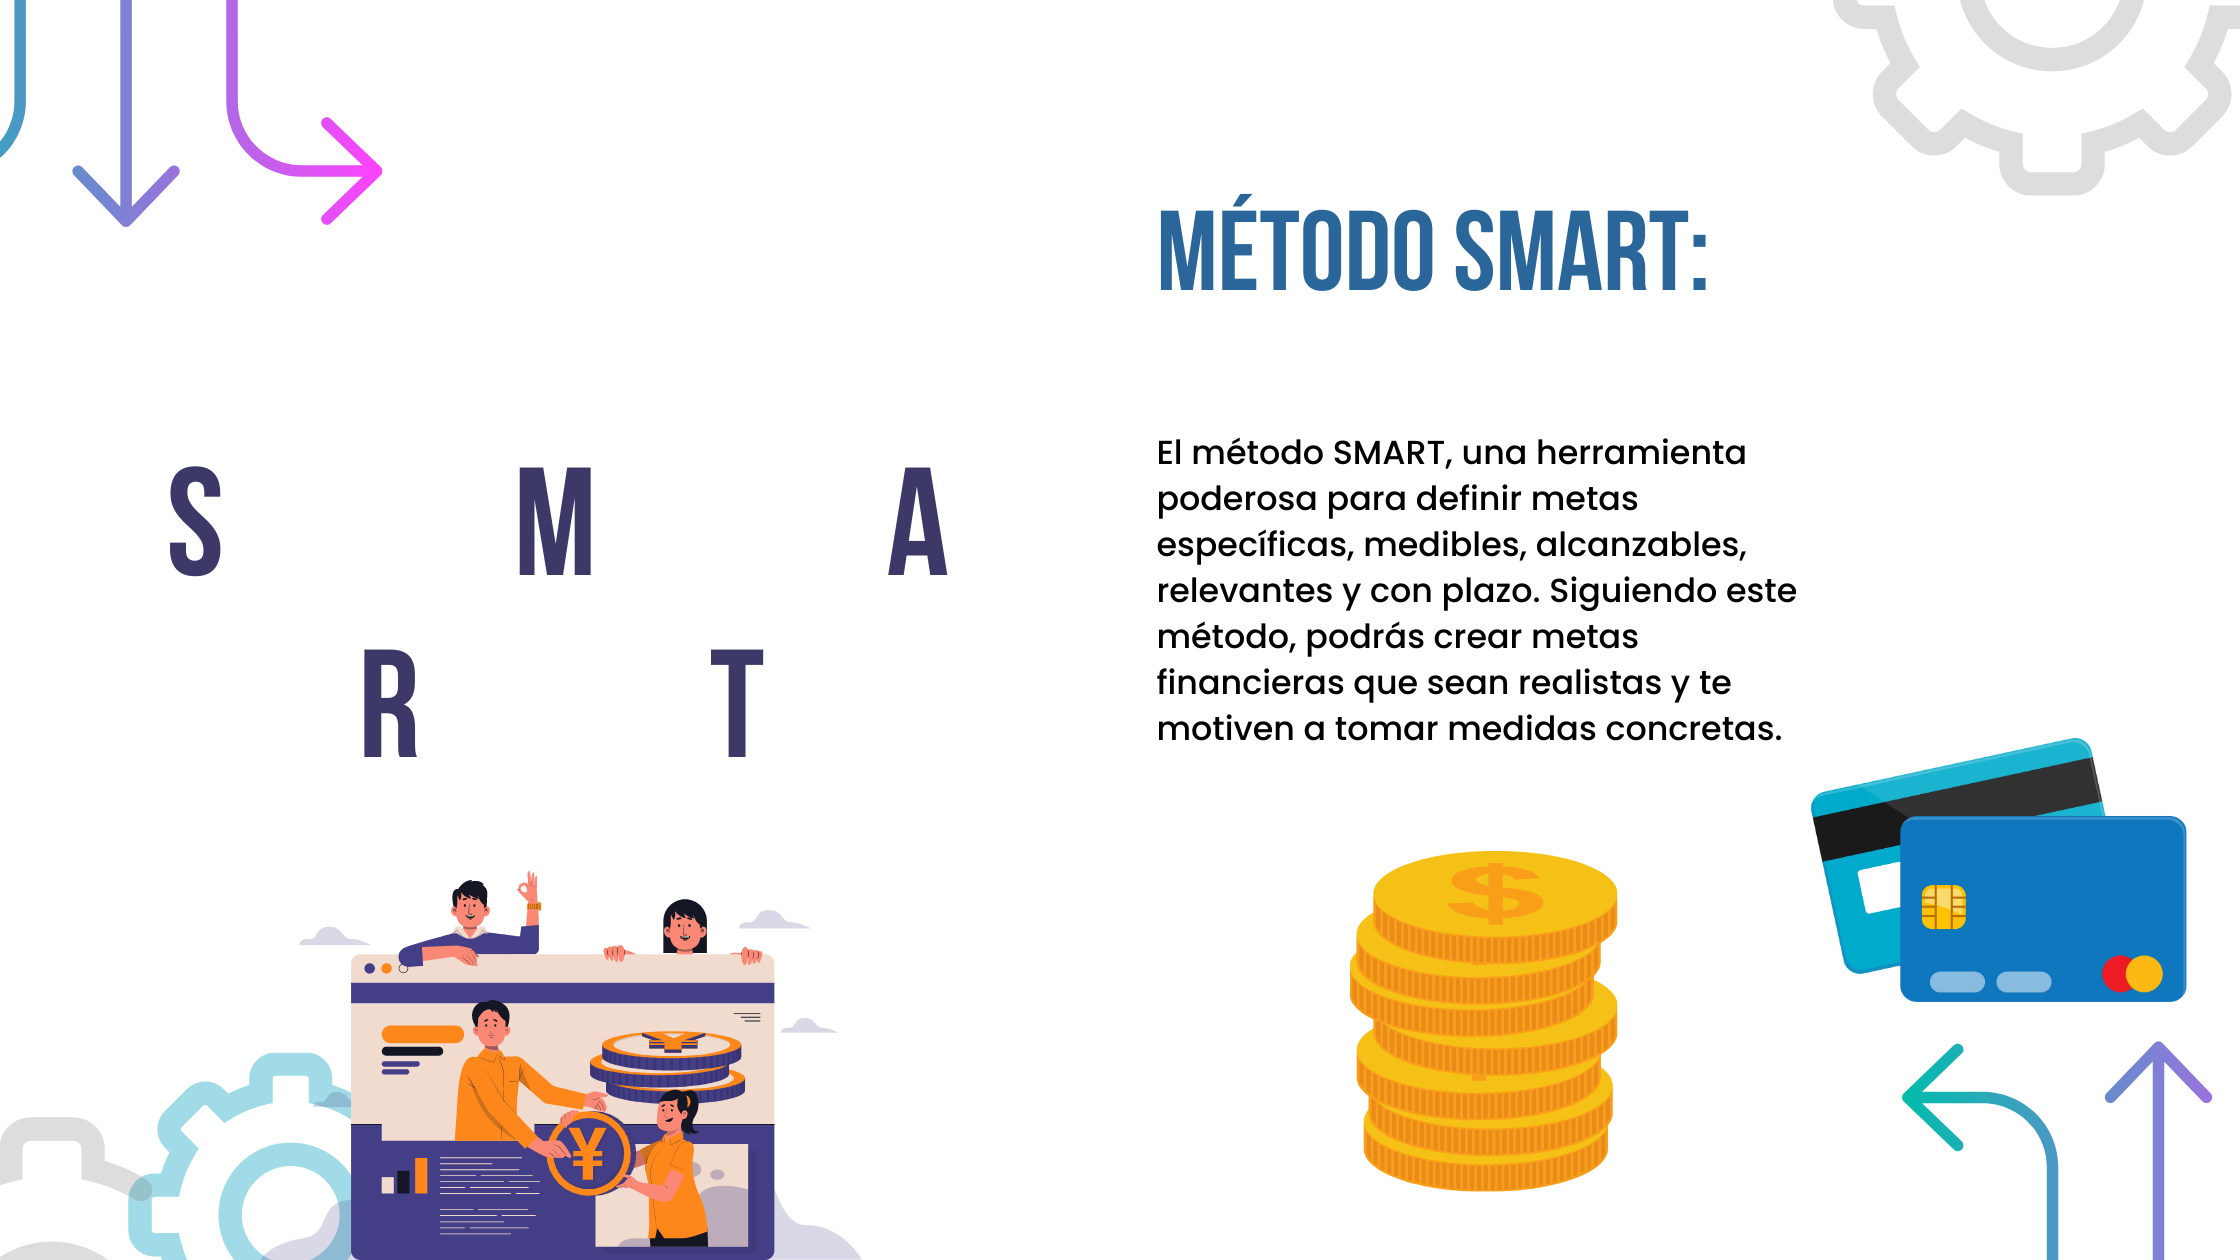 MÉTODO SMART:
S M A
R T
El método SMART, una herramienta
poderosa para definir metas
específicas, medibles, alcanzables,
relevantes y con plazo. Siguiendo este
método, podrás crear metas
financieras que sean realistas y te
motiven a tomar medidas concretas.
$
¥